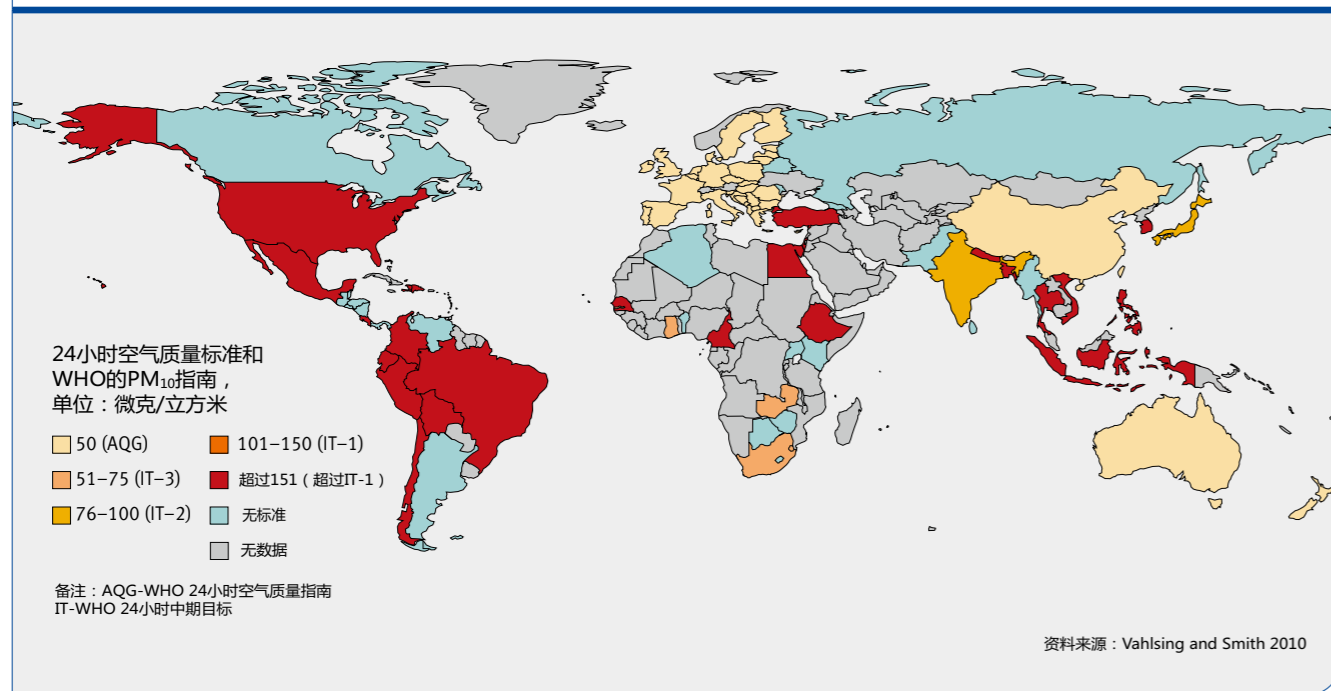 24小时空气质量标准和
WHO的PM₁₀指南，
单位：微克/立方米
50 (AQG)
101–150 (IT–1)
51–75 (IT–3)
超过151（超过IT-1）
76–100 (IT–2)
无标准
无数据
备注：AQG-WHO 24小时空气质量指南
IT-WHO 24小时中期目标
资料来源：Vahlsing and Smith 2010